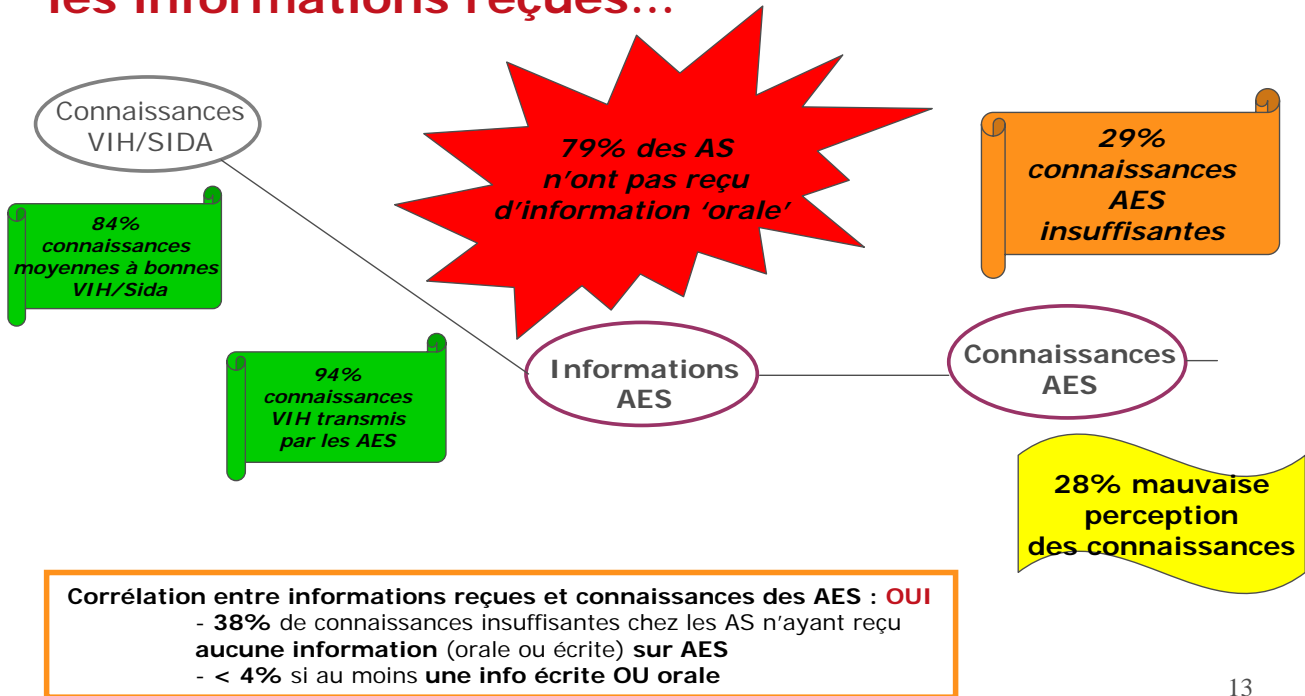 les informations reçues…
Connaissances
VIH/SIDA
84%
connaissances
moyennes à bonnes
VIH/Sida
94%
connaissances
VIH transmis
par les AES
79% des AS
n’ont pas reçu
d’information ‘orale’
Informations
AES
29%
connaissances
AES
insuffisantes
Connaissances
AES
28% mauvaise
perception
des connaissances
Corrélation entre informations reçues et connaissances des AES : OUI
- 38% de connaissances insuffisantes chez les AS n’ayant reçu
aucune information (orale ou écrite) sur AES
- < 4% si au moins une info écrite OU orale
13